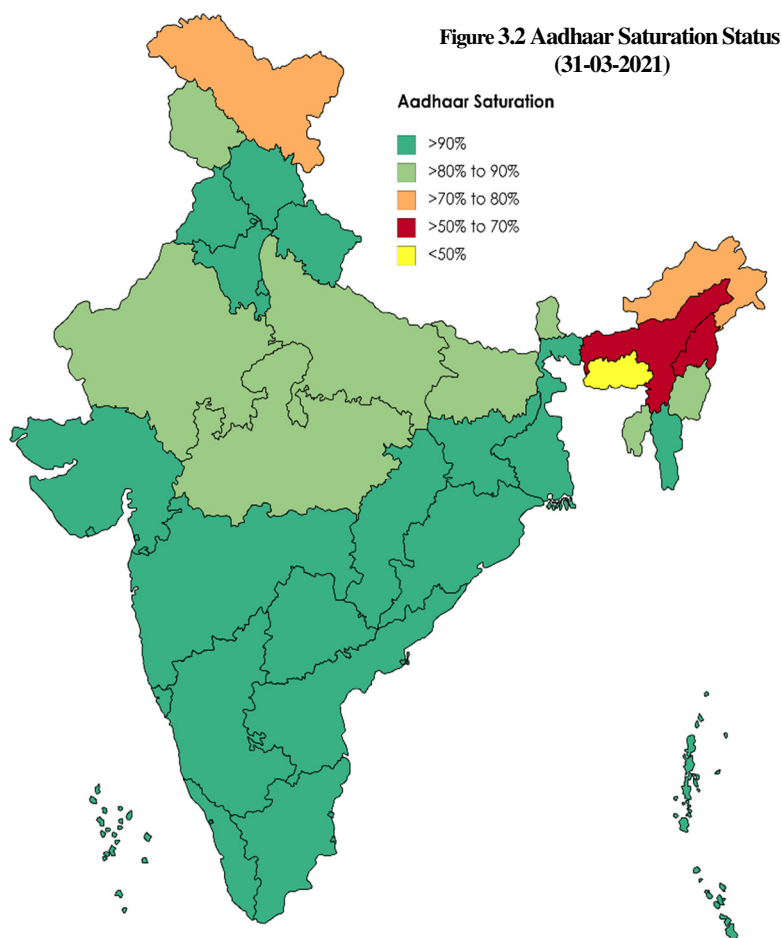 Figure 3.2 Aadhaar Saturation Status
(31-03-2021)
Aadhaar Saturation
>90%
>80% to 90%
>70% to 80%
>50% to 70%
<50%